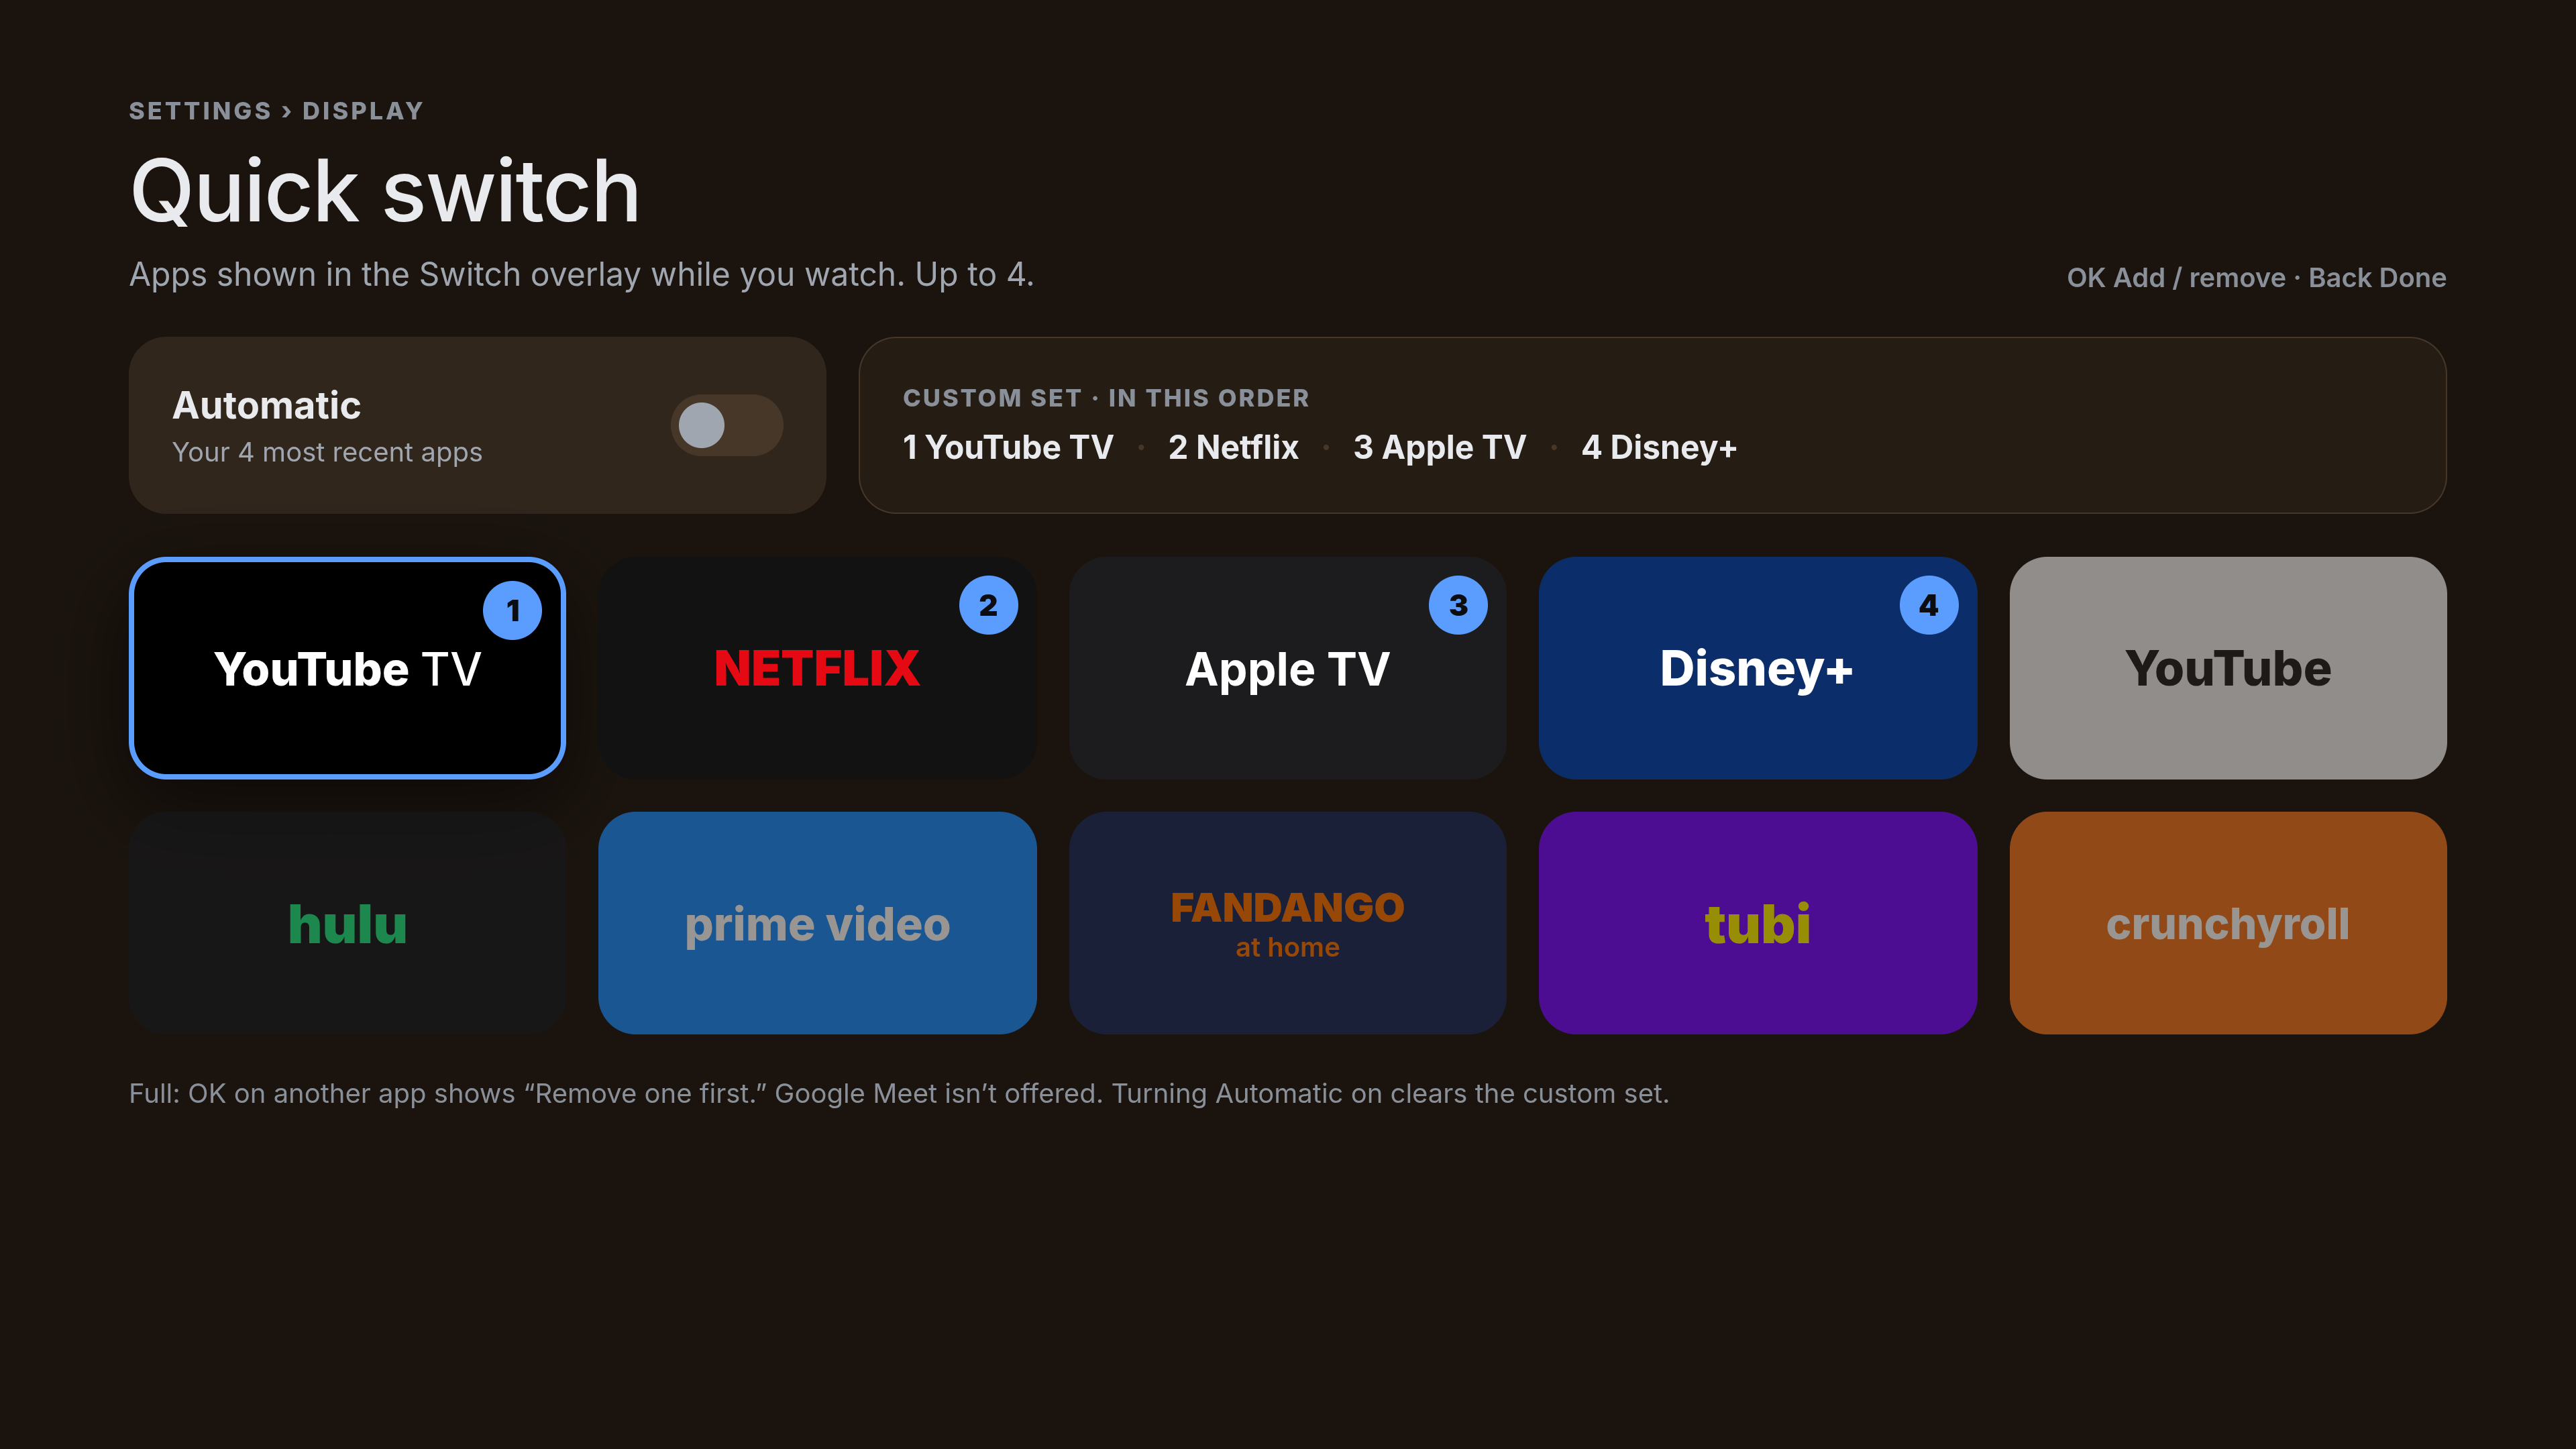 SETTINGS › DISPLAY
Quick switch
Apps shown in the Switch overlay while you watch. Up to 4.
OK Add / remove · Back Done
Automatic
Your 4 most recent apps
CUSTOM SET · IN THIS ORDER
1 YouTube TV · 2 Netflix · 3 Apple TV · 4 Disney+
1
YouTube TV
2
NETFLIX
3
Apple TV
4
Disney+
YouTube
hulu
prime video
FANDANGO
at home
tubi
crunchyroll
Full: OK on another app shows “Remove one first.” Google Meet isn’t offered. Turning Automatic on clears the custom set.